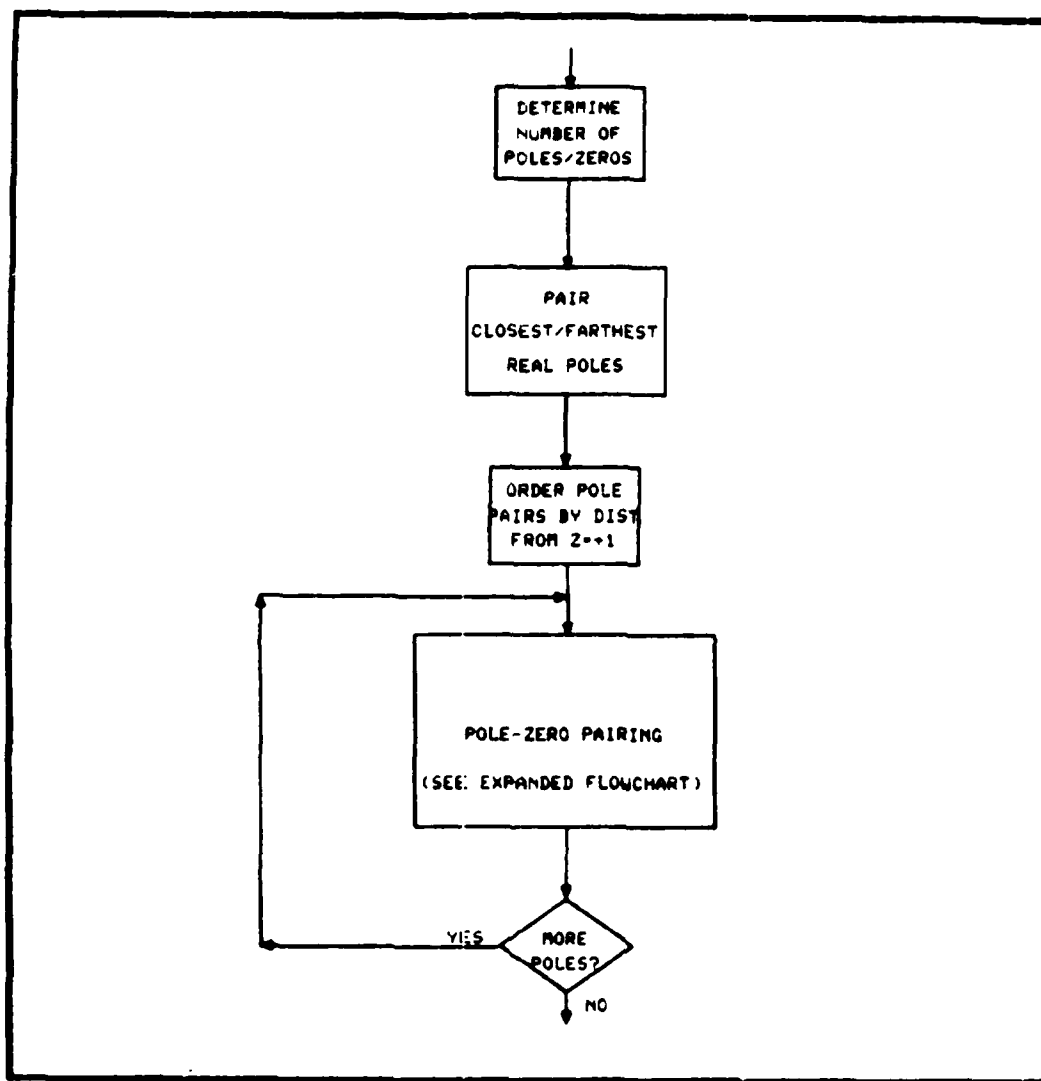 DETERMINE
NUMBER OF
POLES/ZEROS
PAIR
CLOSEST/FARTHEST
REAL POLES
ORDER POLE
PAIRS BY DIST
FROM Z=+1
POLE-ZERO PAIRING
(SEE EXPANDED FLOWCHART)
YES
MORE
POLES?
NO